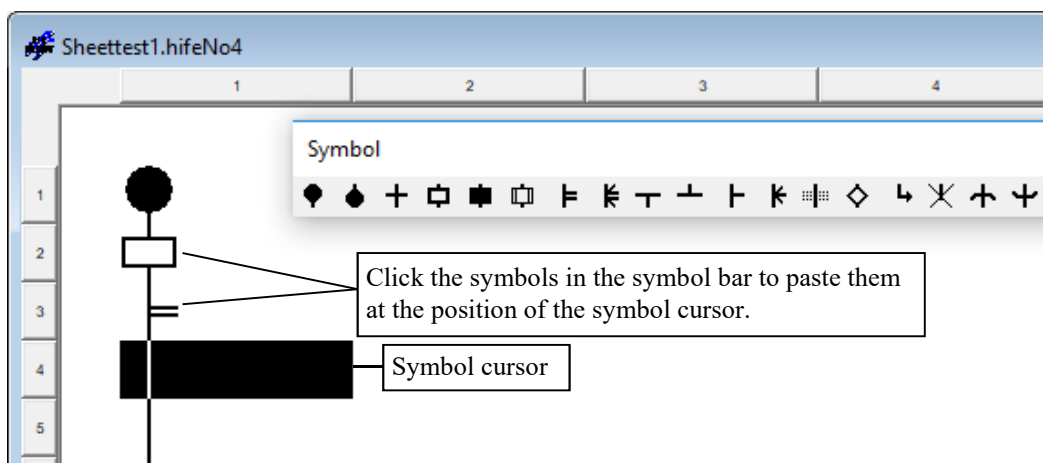 Sheettest1.hifeNo4
1 2 3 4
Symbol
1
2
Click the symbols in the symbol bar to paste them
at the position of the symbol cursor.
3
4
Symbol cursor
5